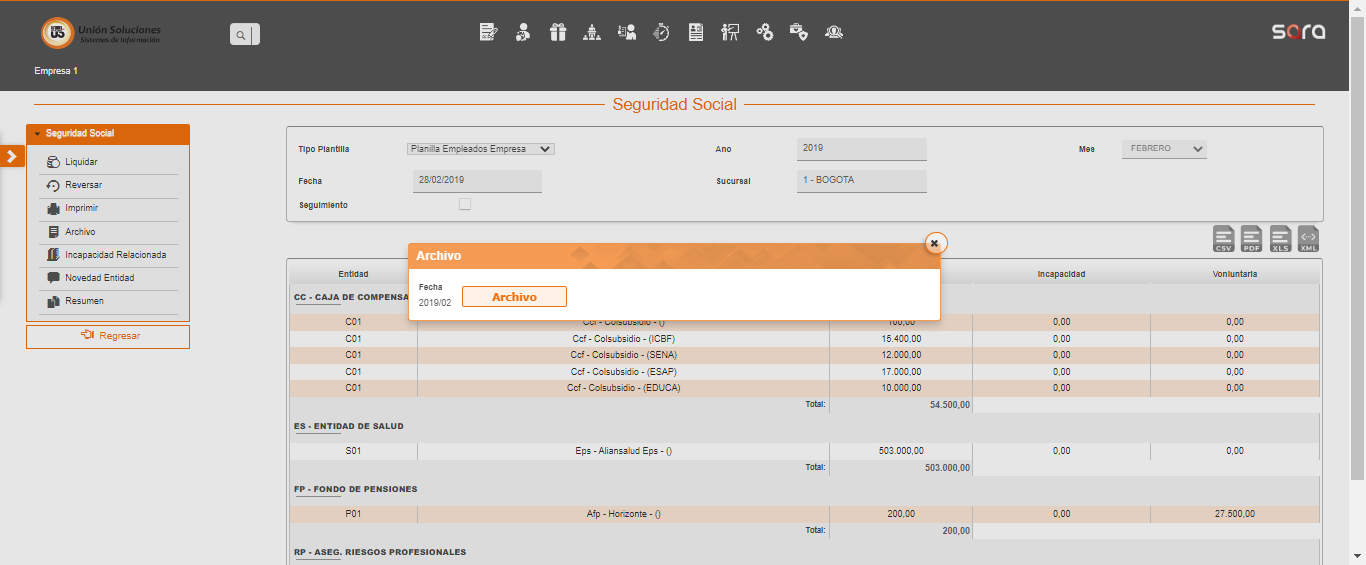 Unión Soluciones
Sistemas de Información
sara
Empresa 1
Seguridad Social
Seguridad Social
Liquidar
Reversar
Imprimir
Archivo
Incapacidad Relacionada
Novedad Entidad
Resumen
Regresar
Tipo Plantilla Planilla Empleados Empresa Ano 2019 Mes FEBRERO
Fecha 28/02/2019 Sucursal 1 - BOGOTA
Seguimiento
CSV PDF XLS XML
Archivo
Fecha
2019/02
Archivo
Entidad Incapacidad Vonluntaria
CC - CAJA DE COMPENSA
C01 Ccf - Colsubsidio - () 100,00 0,00 0,00
C01 Ccf - Colsubsidio - (ICBF) 15.400,00 0,00 0,00
C01 Ccf - Colsubsidio - (SENA) 12.000,00 0,00 0,00
C01 Ccf - Colsubsidio - (ESAP) 17.000,00 0,00 0,00
C01 Ccf - Colsubsidio - (EDUCA) 10.000,00 0,00 0,00
Total: 54.500,00
ES - ENTIDAD DE SALUD
S01 Eps - Aliansalud Eps - () 503.000,00 0,00 0,00
Total: 503.000,00
FP - FONDO DE PENSIONES
P01 Afp - Horizonte - () 200,00 0,00 27.500,00
Total: 200,00
RP - ASEG. RIESGOS PROFESIONALES